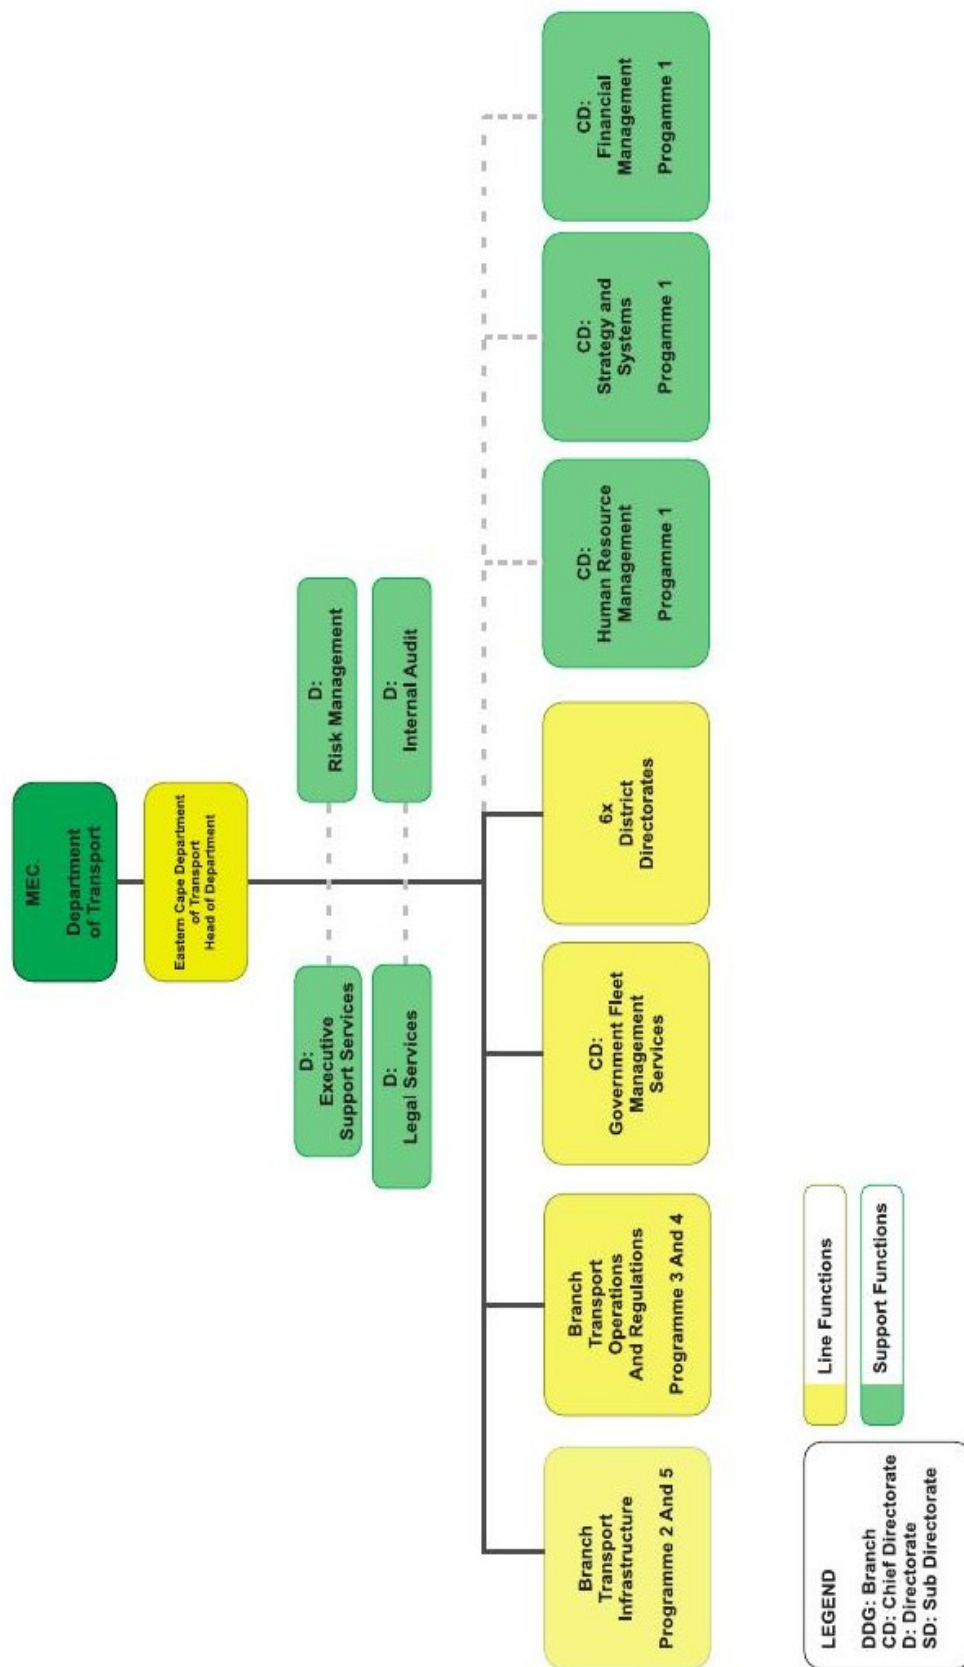 MEC.
Department
of Transport
Eastern Cape Department
of Transport
Head of Department
D:
Executive
Support Services
D:
Risk Management
D:
Legal Services
D:
Internal Audit
Branch
Transport
Infrastructure
Programme 2 And 5
Branch
Transport
Operations
And Regulations
Programme 3 And 4
CD:
Government Fleet
Management
Services
6x
District
Directorates
CD:
Human Resource
Management
Progamme 1
CD:
Strategy and
Systems
Progamme 1
CD:
Financial
Management
Progamme 1
LEGEND
DDG: Branch
CD: Chief Directorate
D: Directorate
SD: Sub Directorate
Line Functions
Support Functions